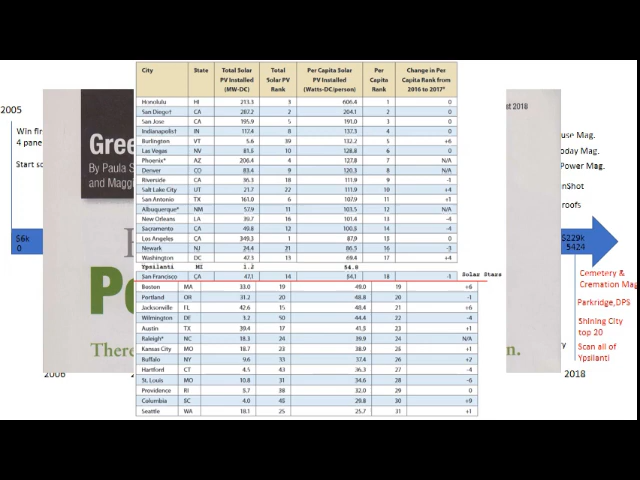 City State Total Solar PV Installed (MW-DC) Total Solar PV Rank Per Capita Solar PV Installed (Watts-DC/person) Per Capita Rank Change in Per Capita Rank from 2016 to 2017*
Honolulu HI 213.3 3 606.4 1 0
San Diego† CA 287.2 2 204.1 2 0
San Jose CA 195.9 5 191.0 3 0
Indianapolis† IN 117.4 8 137.3 4 0
Burlington VT 5.6 39 132.2 5 +6
Las Vegas NV 81.5 10 128.8 6 0
Phoenix* AZ 206.4 4 127.8 7 N/A
Denver CO 83.4 9 120.3 8 N/A
Riverside CA 36.3 18 111.9 9 -1
Salt Lake City UT 21.7 22 111.9 10 +4
San Antonio TX 161.0 6 107.9 11 +1
Albuquerque* NM 57.9 11 103.5 12 N/A
New Orleans LA 39.7 16 101.4 13 -4
Sacramento CA 49.8 12 100.5 14 -4
Los Angeles CA 349.3 1 87.9 15 0
Newark NJ 24.4 21 86.5 16 -3
Washington DC 47.3 13 69.4 17 +4
Ypsilanti MI 1.2 54.0
San Francisco CA 47.1 14 54.1 18 -1 Solar Stars
Boston MA 33.0 19 49.0 19 +6
Portland OR 31.2 20 48.8 20 -1
Jacksonville FL 42.6 15 48.4 21 +6
Wilmington DE 3.2 50 44.4 22 -4
Austin TX 39.4 17 41.5 23 +1
Raleigh* NC 18.3 24 39.9 24 N/A
Kansas City MO 18.7 23 38.9 25 +1
Buffalo NY 9.6 33 37.4 26 +2
Hartford CT 4.5 43 36.3 27 -4
St. Louis MO 10.8 31 34.6 28 -6
Providence RI 5.7 38 32.0 29 0
Columbia SC 4.0 45 29.8 30 +9
Seattle WA 18.1 25 25.7 31 +1
2005
Win fir
4 pane
Start so
$6k
0
2006
Gree
By Paula S
and Maggi
Po
There
n.
st 2018
use Mag.
oday Mag.
Power Mag.
nShot
roofs
$229k
5424
Cemetery &
Cremation Mag
Parkridge,DPS
Shining City
top 20
Scan all of
Ypsilanti
2018